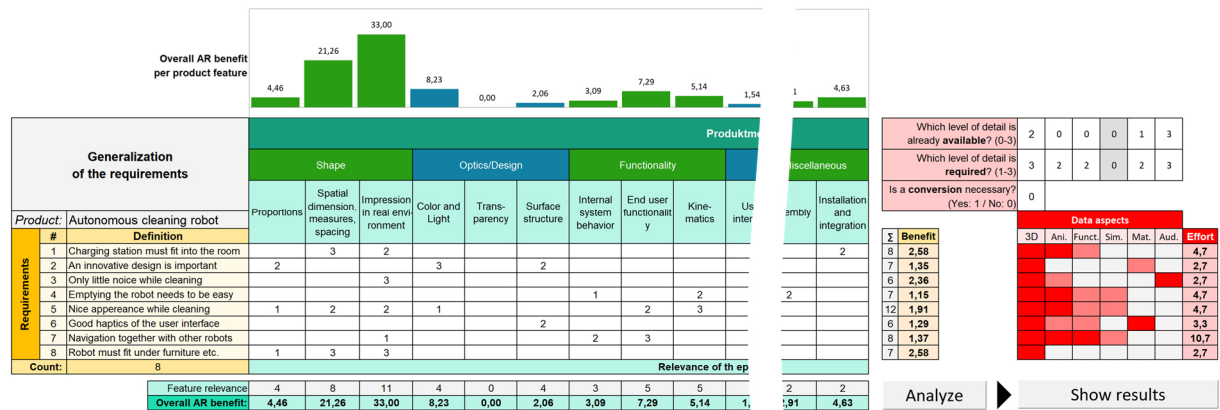 33,00
21,26
Overall AR benefit
per product feature
8,23
7,29
4,46
5,14
4,63
3,09
2,06
1,54
1
0,00
Generalization
of the requirements
Produktme
Shape
Optics/Design
Functionality
iscellaneous
Proportions
Spatial
dimension,
measures,
spacing
Impression
in real envi-
ronment
Color and
Light
Trans-
parency
Surface
structure
Internal
system
behavior
End user
functionalit
y
Kine-
matics
Us
inter
embly
Installation
and
integration
Which level of detail is
already available? (0-3)
2 0 0 0 1 3
Which level of detail is
required? (1-3)
3 2 2 0 2 3
Is a conversion necessary?
(Yes: 1 / No: 0)
0
Product: Autonomous cleaning robot
Data aspects
Requirements
# Definition
Σ Benefit
3D Ani. Funct. Sim. Mat. Aud. Effort
1 Charging station must fit into the room 3 2 2 8 2,58 4,7
2 An innovative design is important 2 3 2 7 1,35 2,7
3 Only little noice while cleaning 3 6 2,36 2,7
4 Emptying the robot needs to be easy 1 2 2 7 1,15 4,7
5 Nice appereance while cleaning 1 2 2 1 2 3 12 1,91 4,7
6 Good haptics of the user interface 2 6 1,29 3,3
7 Navigation together with other robots 1 2 3 8 1,37 10,7
8 Robot must fit under furniture etc. 1 3 3 7 2,58 2,7
Count: 8
Relevance of th ep
Feature relevance 4 8 11 4 0 4 3 5 5 2 2
Overall AR benefit: 4,46 21,26 33,00 8,23 0,00 2,06 3,09 7,29 5,14 1, 2,91 4,63
Analyze
Show results